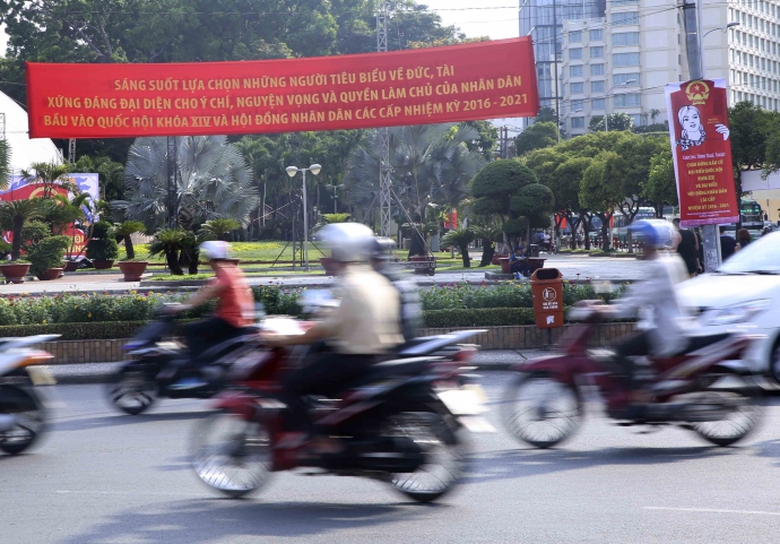 SÁNG SUỐT LỰA CHỌN NHỮNG NGƯỜI TIÊU BIỂU VỀ ĐỨC, TÀI
XỨNG ĐÁNG ĐẠI DIỆN CHO Ý CHÍ, NGUYỆN VỌNG VÀ QUYỀN LÀM CHỦ CỦA NHÂN DÂN
BẦU VÀO QUỐC HỘI KHÓA XIV VÀ HỘI ĐỒNG NHÂN DÂN CÁC CẤP NHIỆM KỲ 2016 - 2021
2016 - 2021